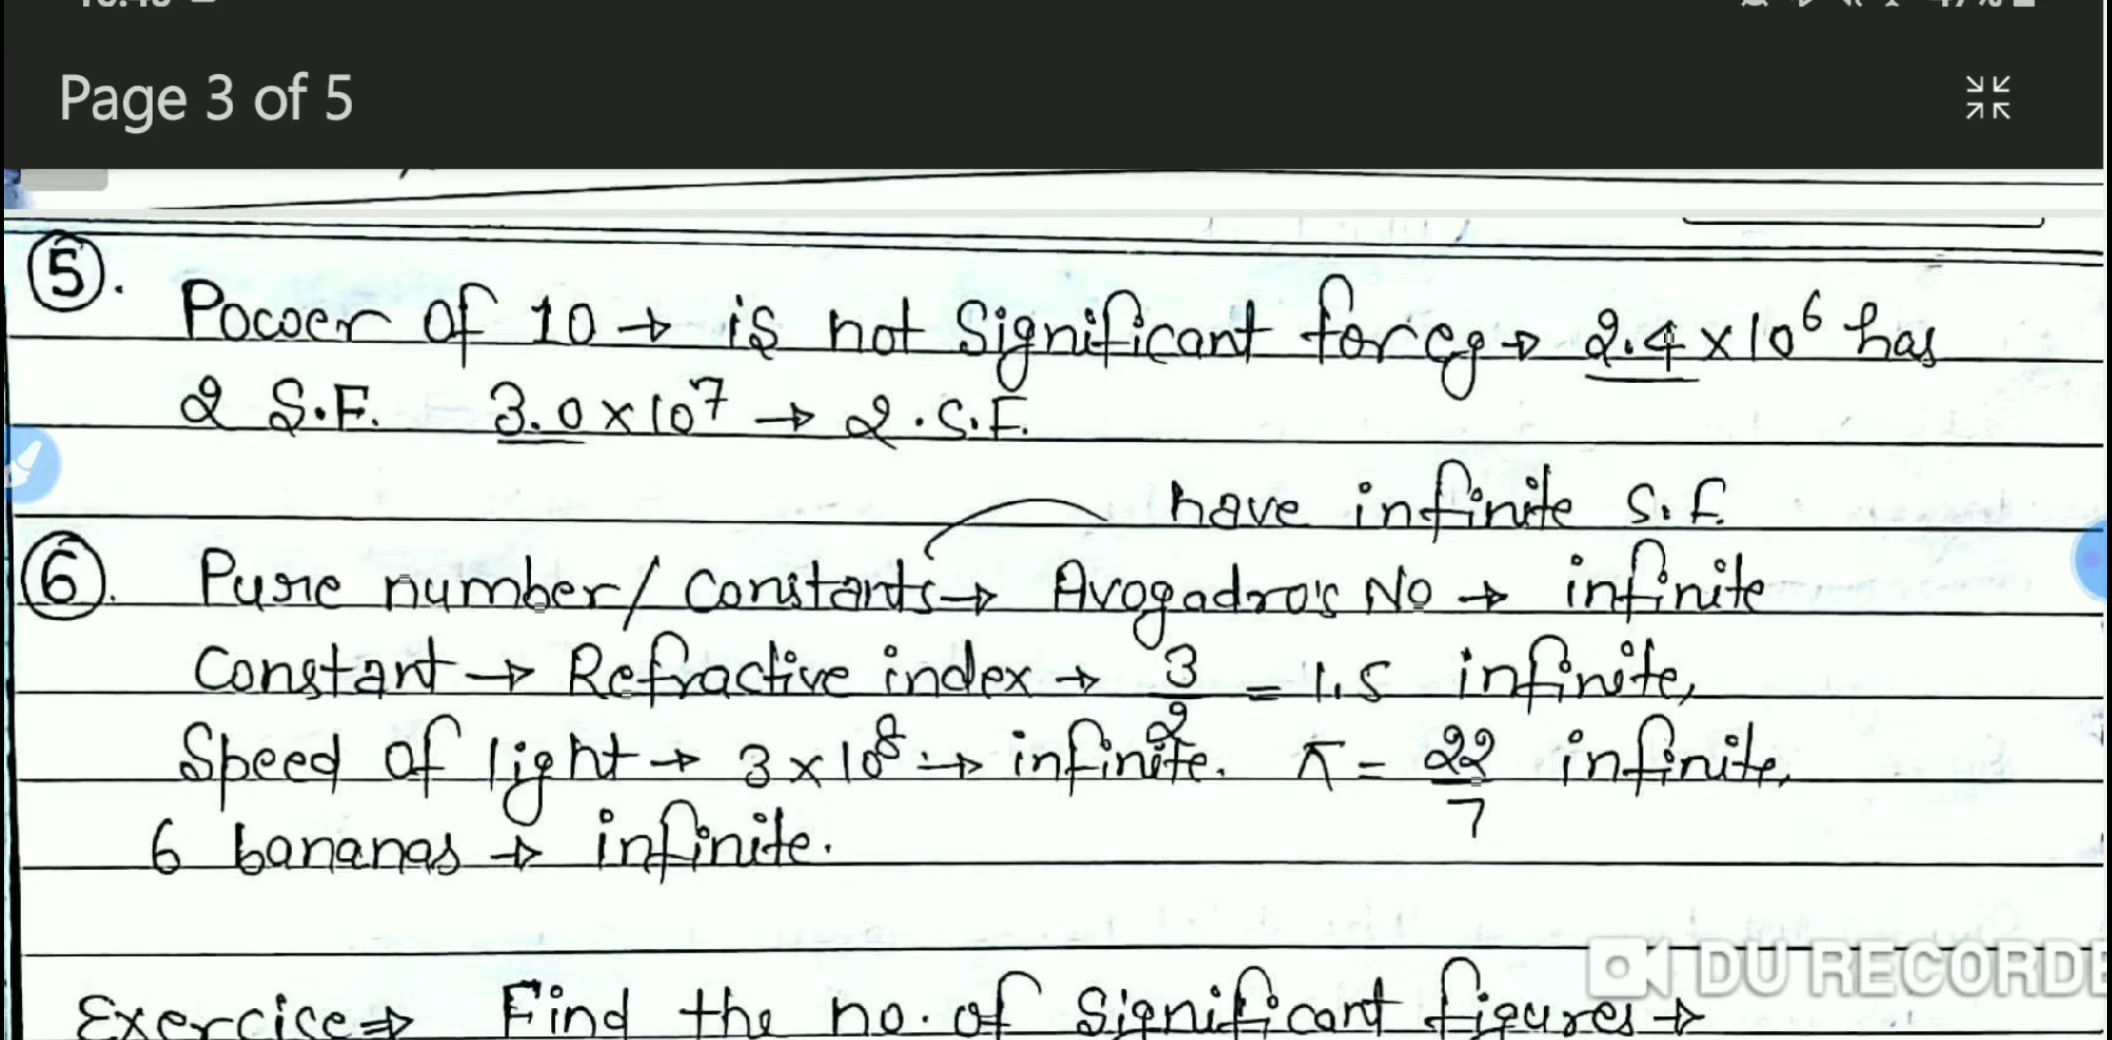 Page 3 of 5
5.
Power of 10 → is not Significant for eg → 2.4 × 10⁶ has
2 S.F. 3.0 × 10⁷ → 2.S.F.
have infinite S.F.
6. Pure number/ Constants → Avogadro's No → infinite
Constant → Refractive index → 3/2 = 1.5 infinite,
Speed of light → 3 × 10⁸ → infinite. π = 22/7 infinite,
6 bananas → infinite.
DU RECORDE
Exercise ⇒ Find the no. of Significant figures →